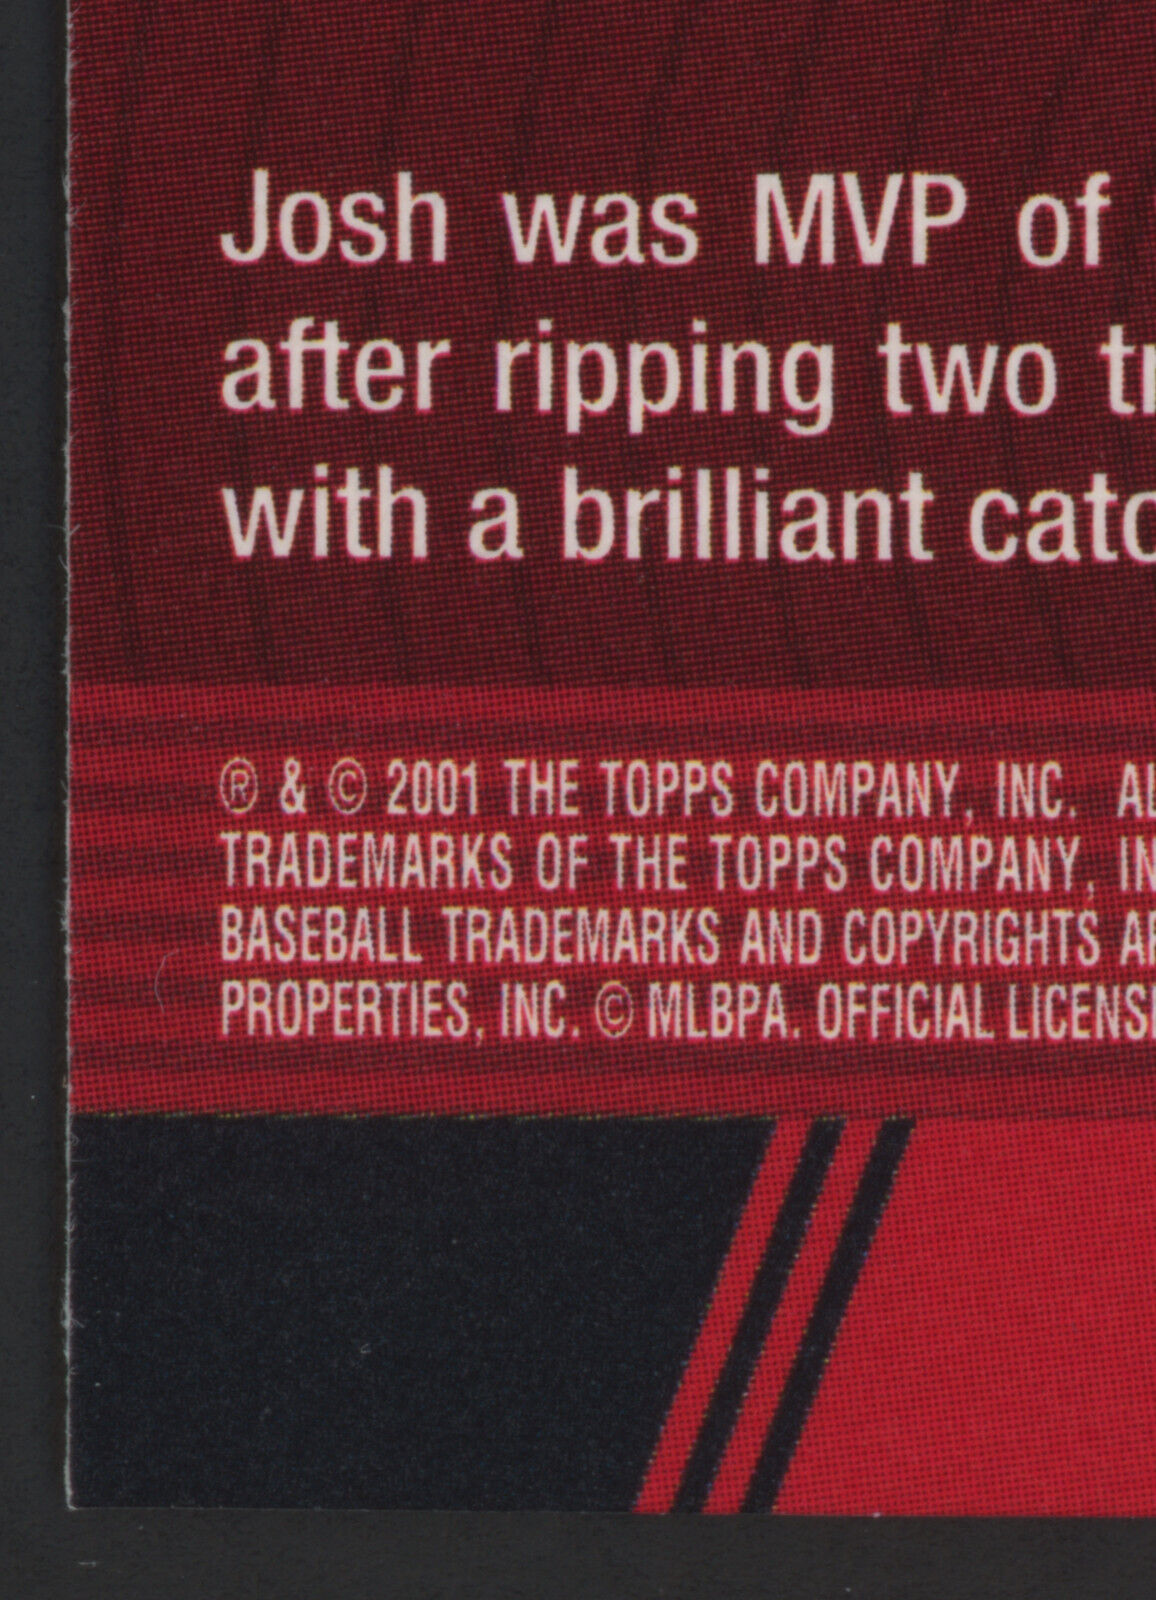 Josh was MVP of
after ripping two
with a brilliant
® & © 2001 THE TOPPS COMPANY, INC.
TRADEMARKS OF THE TOPPS COMPANY,
BASEBALL TRADEMARKS AND COPYRIGHTS
PROPERTIES, INC. © MLBPA. OFFICIAL